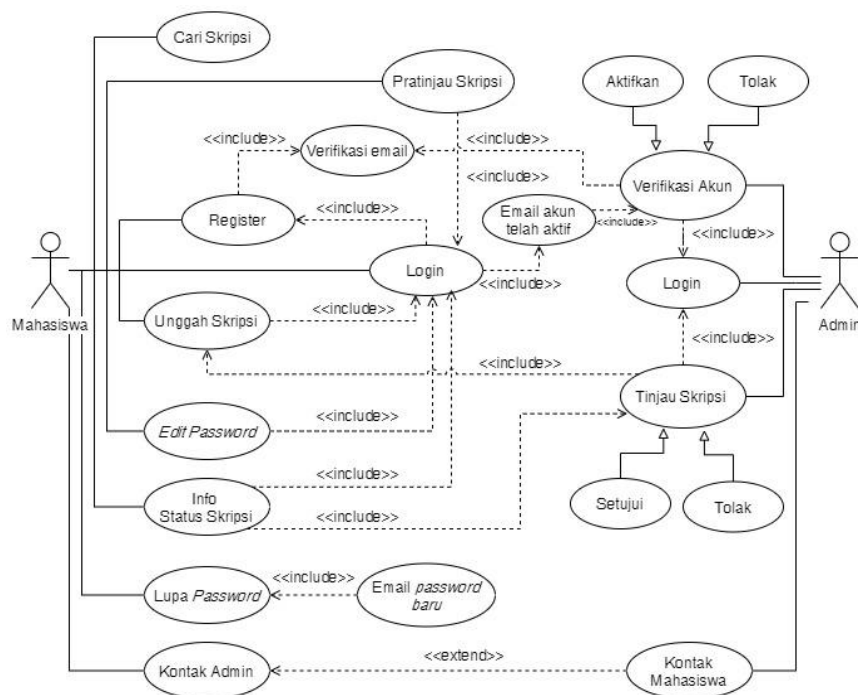 Cari Skripsi
Pratinjau Skripsi
Aktifkan
Tolak
<<include>>
Verifikasi email
<<include>>
<<include>>
Verifikasi Akun
Register
<<include>>
Email akun
telah aktif
<<include>>
<<include>>
Mahasiswa
Login
<<include>>
Login
Admin
Unggah Skripsi
<<include>>
<<include>>
<<include>>
Tinjau Skripsi
Edit Password
<<include>>
Info
Status Skripsi
<<include>>
<<include>>
Setujui
Tolak
Lupa Password
<<include>>
Email password
baru
Kontak Admin
<<extend>>
Kontak
Mahasiswa